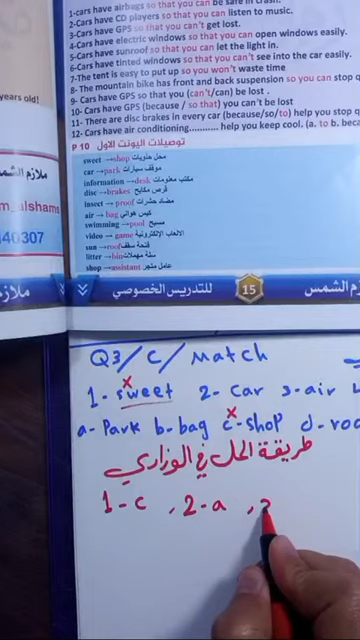 1-cars have airbags so that you can be safe in crash.
2-Cars have CD players so that you can listen to music.
3-Cars have GPS so that you can't get lost.
4-Cars have electric windows so that you can open windows easily.
5-Cars have sunroof so that you can let the light in.
6-Cars have tinted windows so that you can't see into the car easily.
7-The tent is easy to put up so you won't waste time
8- The mountain bike has front and back suspension so you can stop q
9- Cars have GPS so that you (can't/can) be lost .
10- Cars have GPS (because / so that) you can't be lost
11- There are disc brakes in every car (because/so/to) help you stop q
12- Cars have air conditioning........... help you keep cool. (a. to b. beca
P 10 توصيلات اليونت الاول
sweet →shop محل حلويات
car →park موقف سيارات
information →desk مكتب معلومات
disc →brakes قرص مكابح
insect → proof مضاد حشرات
air → bag كيس هوائي
swimming →pool مسبح
video → game الالعاب الإلكترونية
sun →roof فتحة سقف
litter →bin سلة مهملات
shop →assistant عامل متجر
years old!
ملازم الشم
m_alshams
40307
ملازم
للتدريس الخصوصي
15
زم الشمس
Q3/C/Match
1- sweet 2- Car 3-air
a- Park b- bag c- shop d- roo
طريقة الحل في الوزاري
1-c , 2-a ,